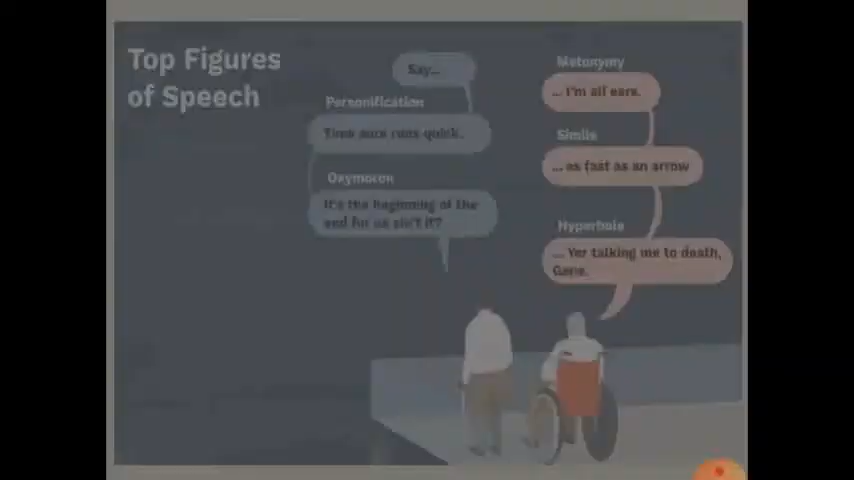 Top Figures
of Speech
Say...
Personification
Time sure runs quick.
Oxymoron
It's the beginning of the
end for us ain't it?
Metonymy
... I'm all ears.
Simile
... as fast as an arrow
Hyperbole
... Yer talking me to death,
Gene.